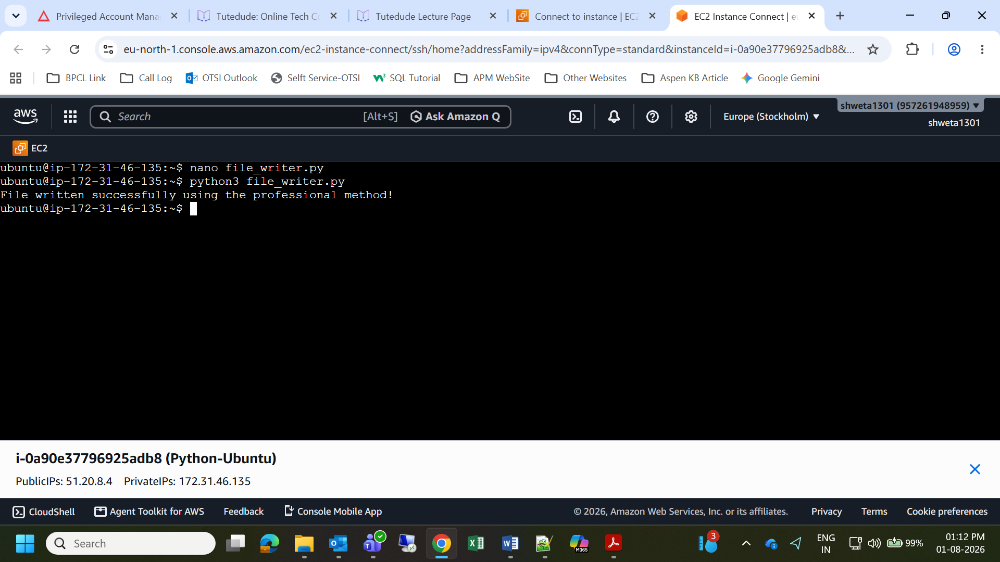 Privileged Account Mana
Tutedude: Online Tech Co
Tutedude Lecture Page
Connect to instance | EC2
EC2 Instance Connect | eu
eu-north-1.console.aws.amazon.com/ec2-instance-connect/ssh/home?addressFamily=ipv4&connType=standard&instanceId=i-0a90e37796925adb8&...
BPCL Link
Call Log
OTSI Outlook
Selft Service-OTSI
SQL Tutorial
APM WebSite
Other Websites
Aspen KB Article
Google Gemini
aws
Search
[Alt+S]
Ask Amazon Q
Europe (Stockholm)
shweta1301 (957261948959)
shweta1301
EC2
ubuntu@ip-172-31-46-135:~$ nano file_writer.py
ubuntu@ip-172-31-46-135:~$ python3 file_writer.py
File written successfully using the professional method!
ubuntu@ip-172-31-46-135:~$
i-0a90e37796925adb8 (Python-Ubuntu)
PublicIPs: 51.20.8.4 PrivateIPs: 172.31.46.135
CloudShell
Agent Toolkit for AWS
Feedback
Console Mobile App
© 2026, Amazon Web Services, Inc. or its affiliates.
Privacy
Terms
Cookie preferences
Search
M365
3
ENG
IN
99%
01:12 PM
01-08-2026